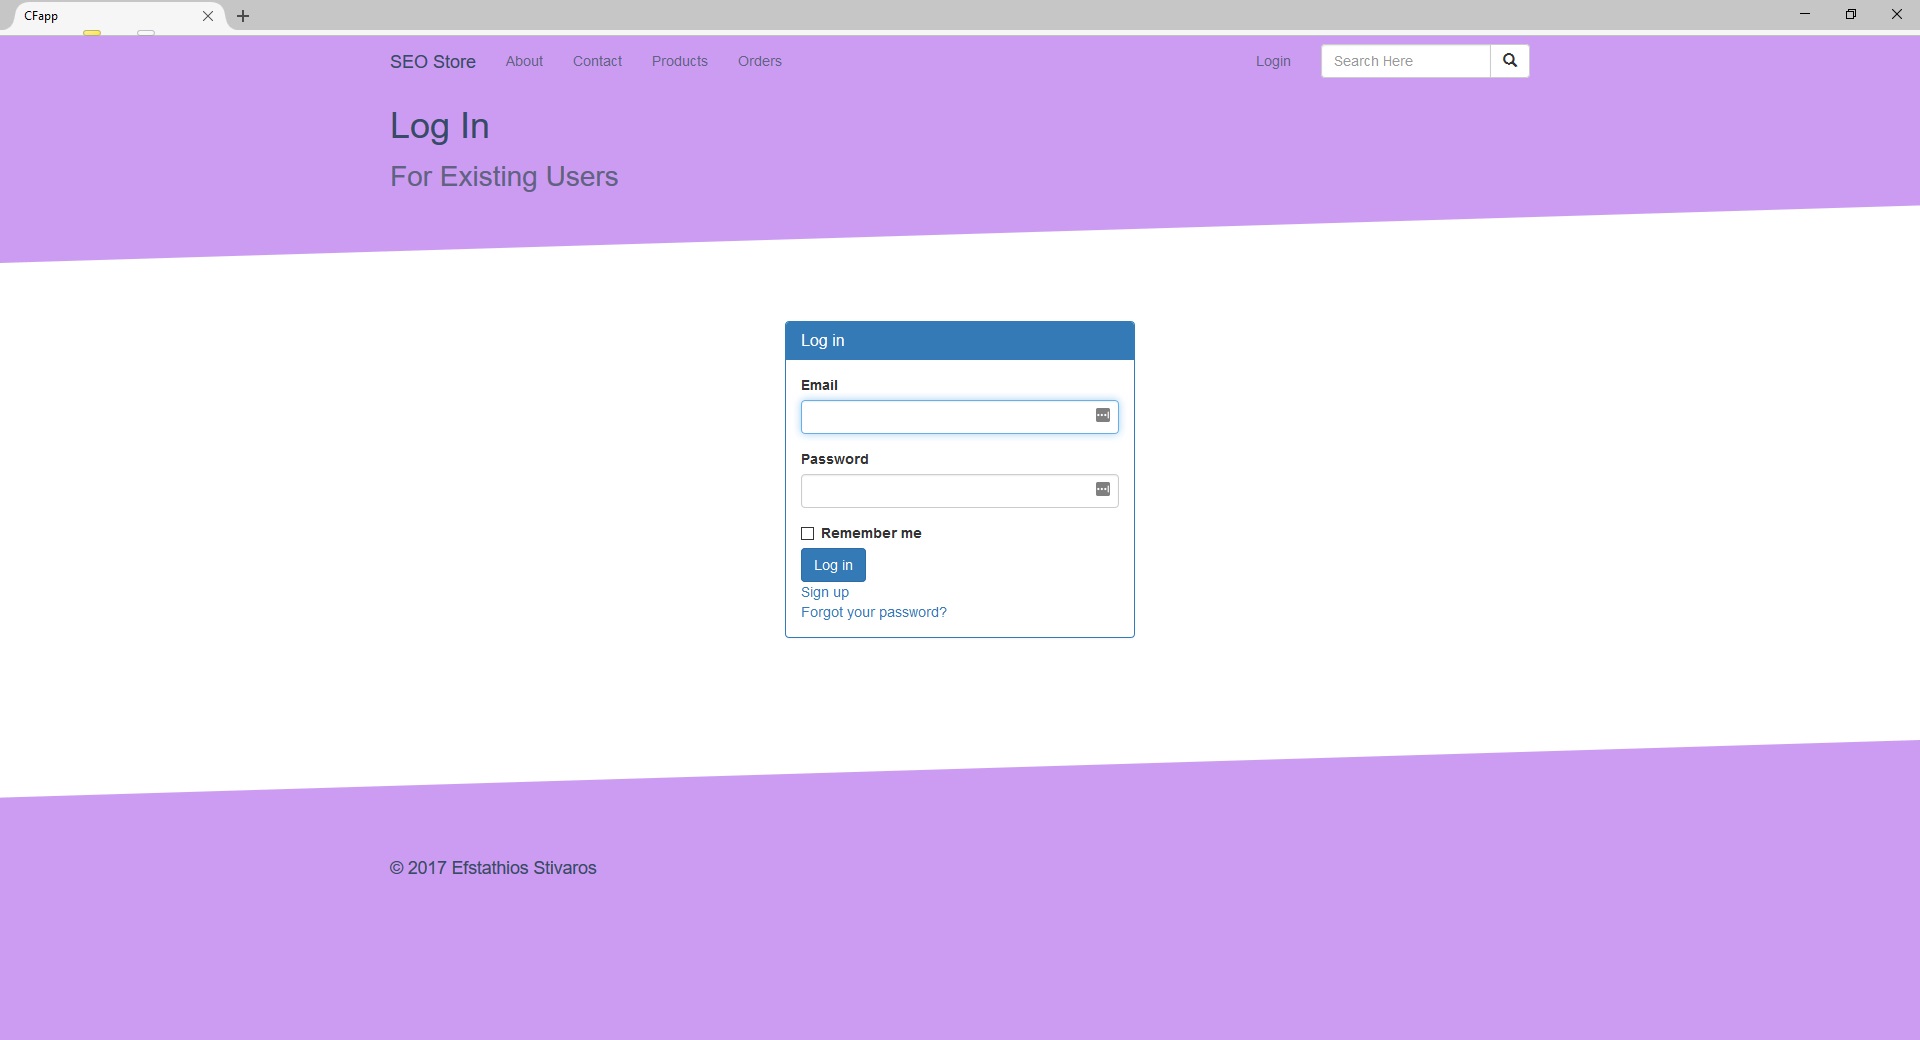 CFapp
SEO Store About Contact Products Orders Login Search Here
Log In
For Existing Users
Log in
Email
Password
Remember me
Log in
Sign up
Forgot your password?
© 2017 Efstathios Stivaros